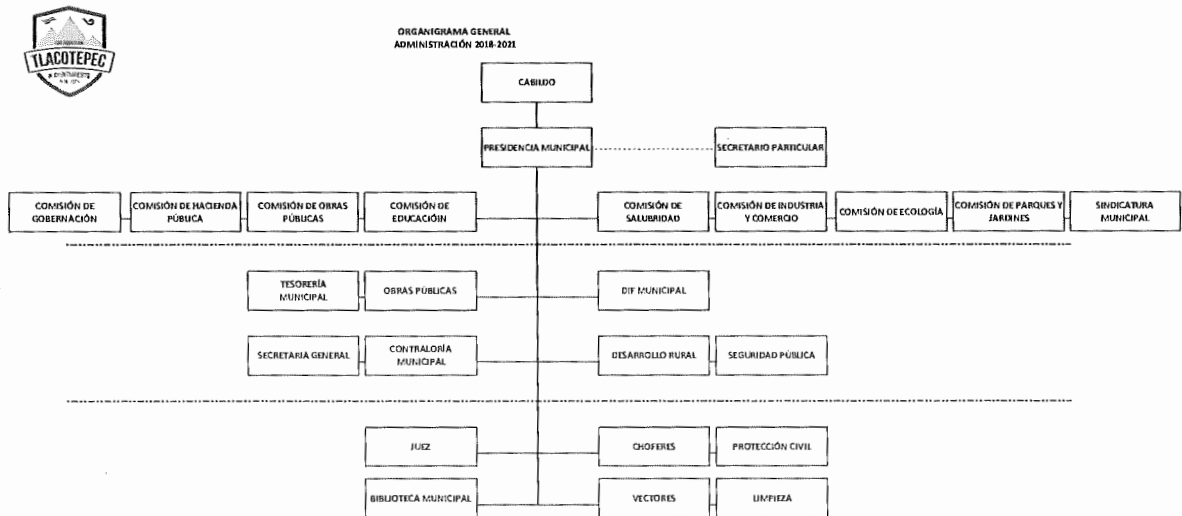 TLACOTEPEC
ORGANIGRAMA GENERAL
ADMINISTRACIÓN 2018-2021
CABILDO
PRESIDENCIA MUNICIPAL
SECRETARIO PARTICULAR
COMISIÓN DE
GOBERNACIÓN
COMISIÓN DE HACIENDA
PÚBLICA
COMISIÓN DE OBRAS
PÚBLICAS
COMISIÓN DE
EDUCACIÓIN
COMISIÓN DE
SALUBRIDAD
COMISIÓN DE INDUSTRIA
Y COMERCIO
COMISIÓN DE ECOLOGÍA
COMISIÓN DE PARQUES Y
JARDINES
SINDICATURA
MUNICIPAL
TESORERÍA
MUNICIPAL
OBRAS PÚBLICAS
DIF MUNICIPAL
SECRETARIA GENERAL
CONTRALORÍA
MUNICIPAL
DESARROLLO RURAL
SEGURIDAD PÚBLICA
JUEZ
CHOFERES
PROTECCIÓN CIVIL
BIBLIOTECA MUNICIPAL
VECTORES
LIMPIEZA